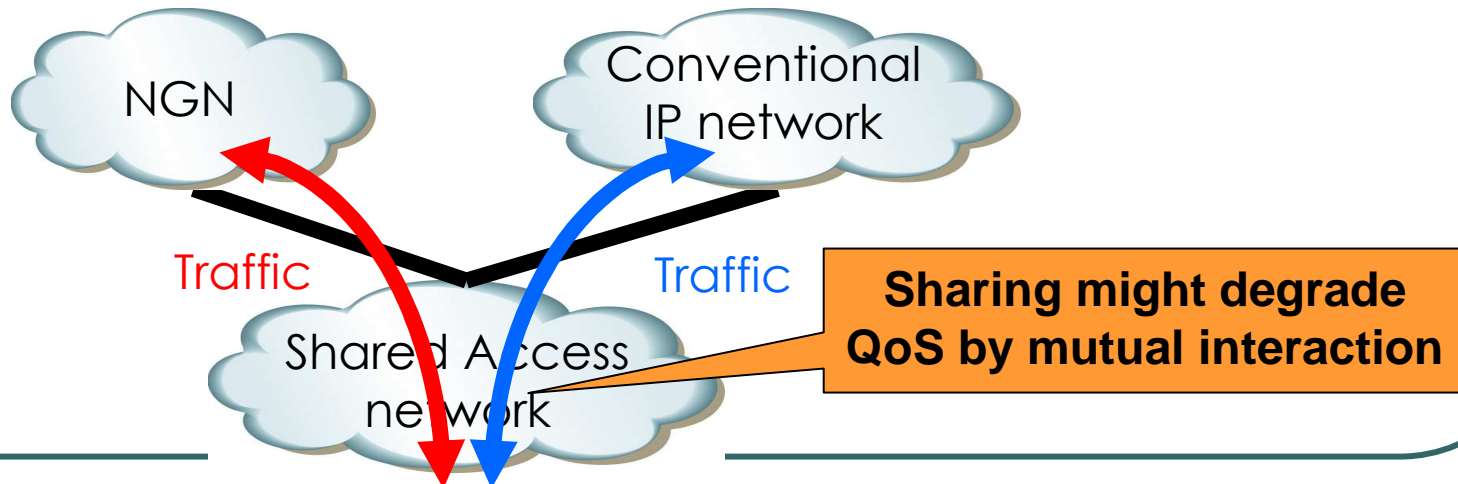 NGN
Conventional
IP network
Traffic
Traffic
Sharing might degrade
QoS by mutual interaction
Shared Access
network